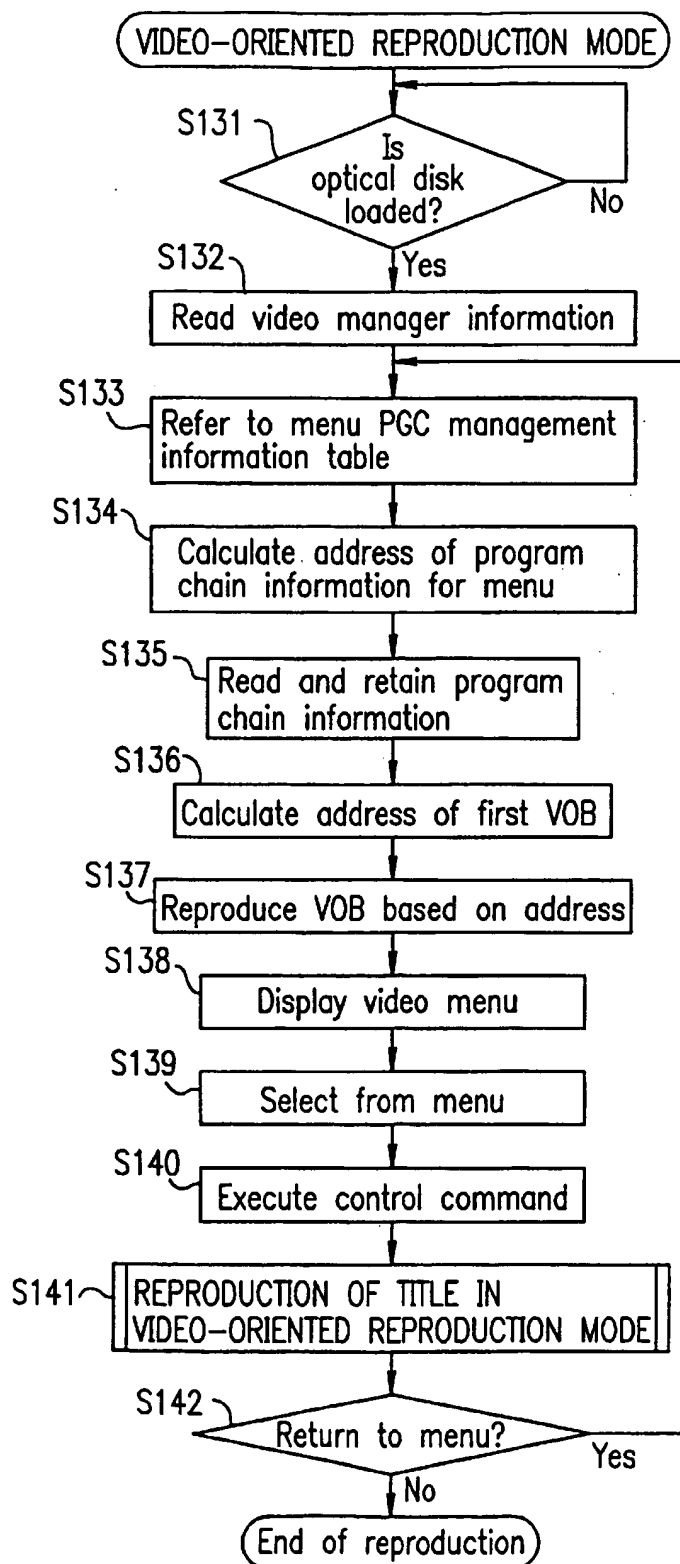 VIDEO-ORIENTED REPRODUCTION MODE
S131
Is
optical disk
loaded?
No
Yes
S132
Read video manager information
S133
Refer to menu PGC management
information table
S134
Calculate address of program
chain information for menu
S135
Read and retain program
chain information
S136
Calculate address of first VOB
S137
Reproduce VOB based on address
S138
Display video menu
S139
Select from menu
S140
Execute control command
S141
REPRODUCTION OF TITLE IN
VIDEO-ORIENTED REPRODUCTION MODE
S142
Return to menu?
Yes
No
End of reproduction